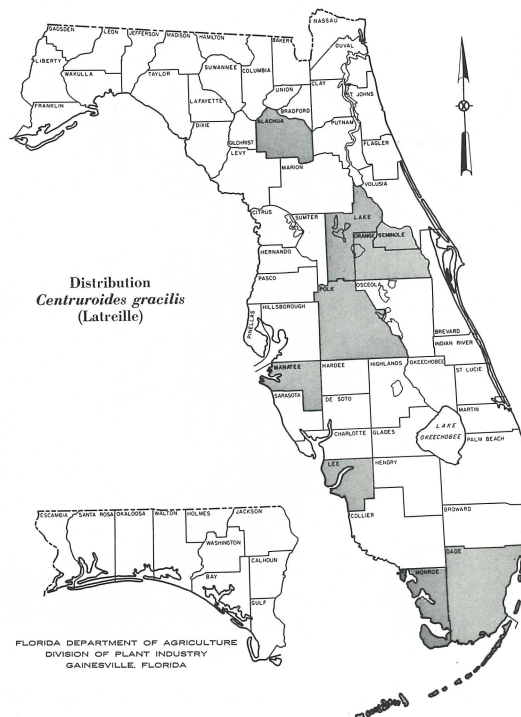 NASSAU
GADSDEN
LEON
JEFFERSON
MADISON
HAMILTON
BAKER
DUVAL
LIBERTY
WAKULLA
TAYLOR
SUWANNEE
COLUMBIA
UNION
CLAY
ST JOHNS
FRANKLIN
LAFAYETTE
BRADFORD
DIXIE
GILCHRIST
ALACHUA
PUTNAM
FLAGLER
LEVY
MARION
VOLUSIA
CITRUS
SUMTER
LAKE
ORANGE
SEMINOLE
HERNANDO
PASCO
Distribution
Centruroides gracilis
(Latreille)
POLK
OSCEOLA
PINELLAS
HILLSBOROUGH
BREVARD
INDIAN RIVER
MANATEE
HARDEE
HIGHLANDS
OKEECHOBEE
ST LUCIE
SARASOTA
DE SOTO
MARTIN
CHARLOTTE
GLADES
LAKE
OKEECHOBEE
PALM BEACH
LEE
HENDRY
COLLIER
BROWARD
DADE
MONROE
ESCAMBIA
SANTA ROSA
OKALOOSA
WALTON
HOLMES
JACKSON
WASHINGTON
BAY
CALHOUN
GULF
FLORIDA DEPARTMENT OF AGRICULTURE
DIVISION OF PLANT INDUSTRY
GAINESVILLE, FLORIDA